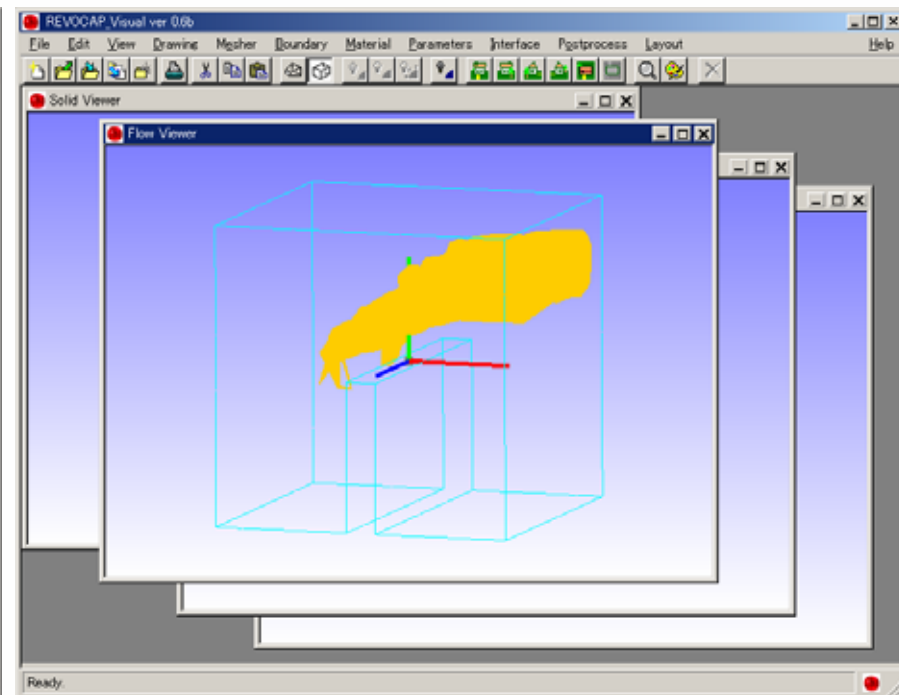 REVOCAP_Visual ver 0.6b
File Edit View Drawing Mesher Boundary Material Parameters Interface Postprocess Layout Help
Solid Viewer
Flow Viewer
Ready.